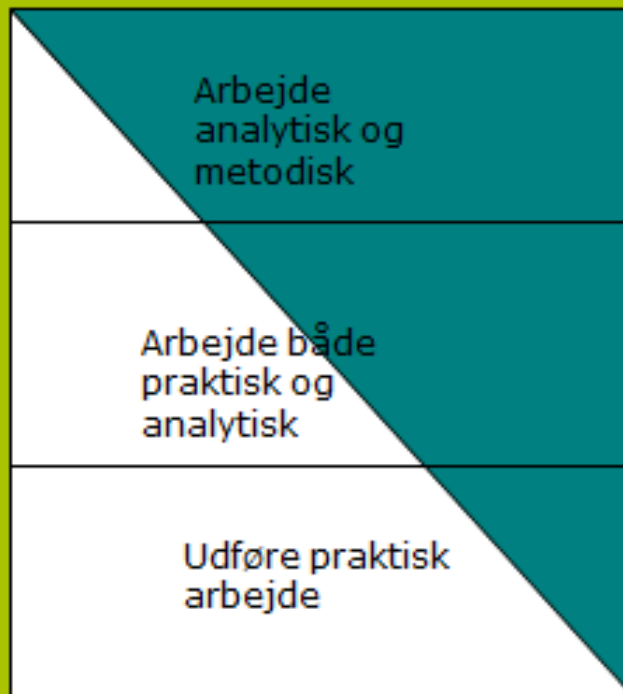 Arbejde
analytisk og
metodisk
Arbejde både
praktisk og
analytisk
Udføre praktisk
arbejde